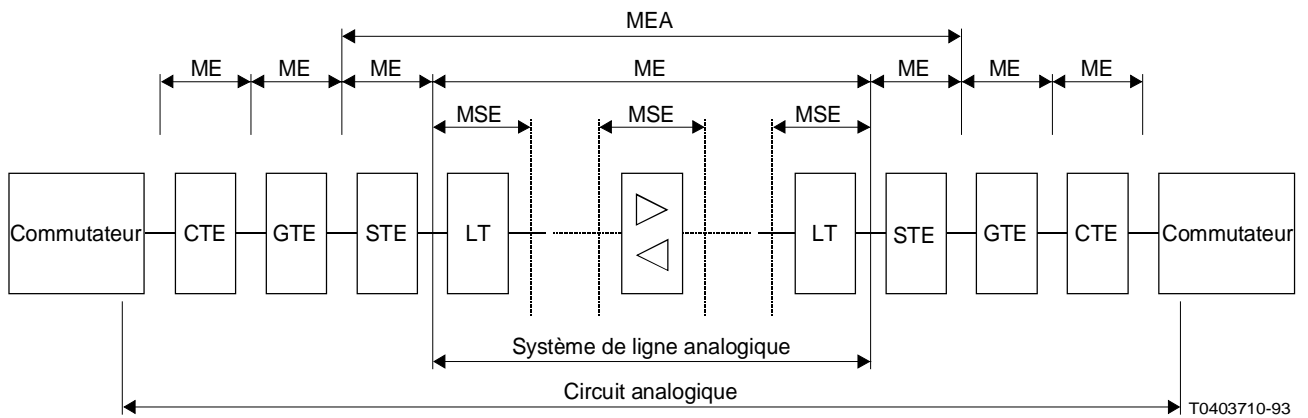 MEA
ME ME ME ME ME ME ME
MSE MSE MSE
Commutateur CTE GTE STE LT LT STE GTE CTE Commutateur
Système de ligne analogique
Circuit analogique
T0403710-93